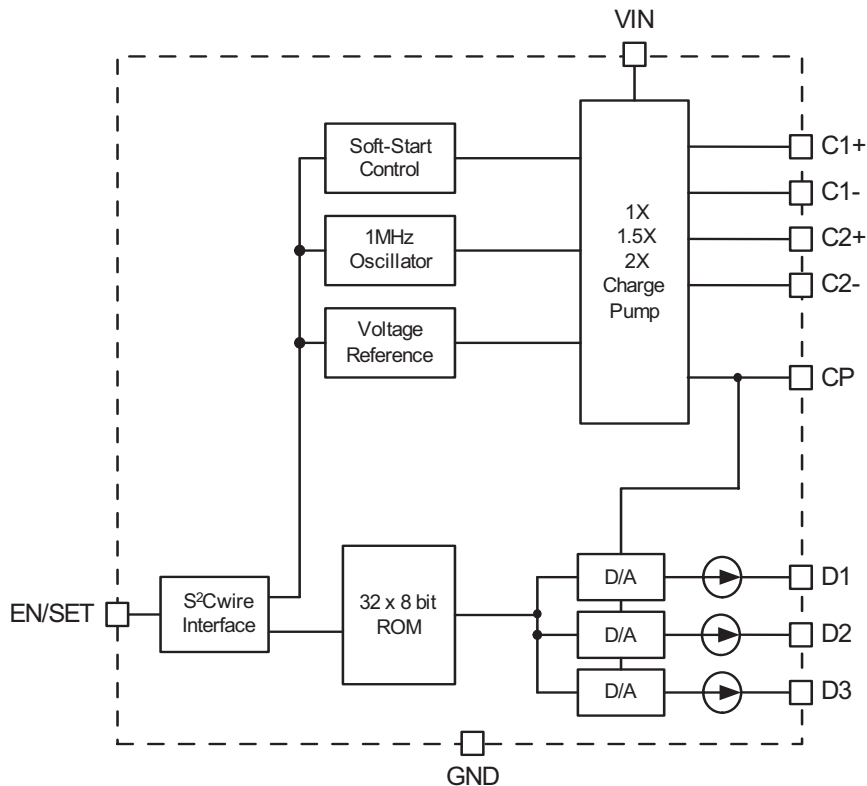 VIN
Soft-Start
Control
1MHz
Oscillator
Voltage
Reference
1X
1.5X
2X
Charge
Pump
C1+
C1-
C2+
C2-
CP
EN/SET
S²Cwire
Interface
32 x 8 bit
ROM
D/A
D/A
D/A
D1
D2
D3
GND